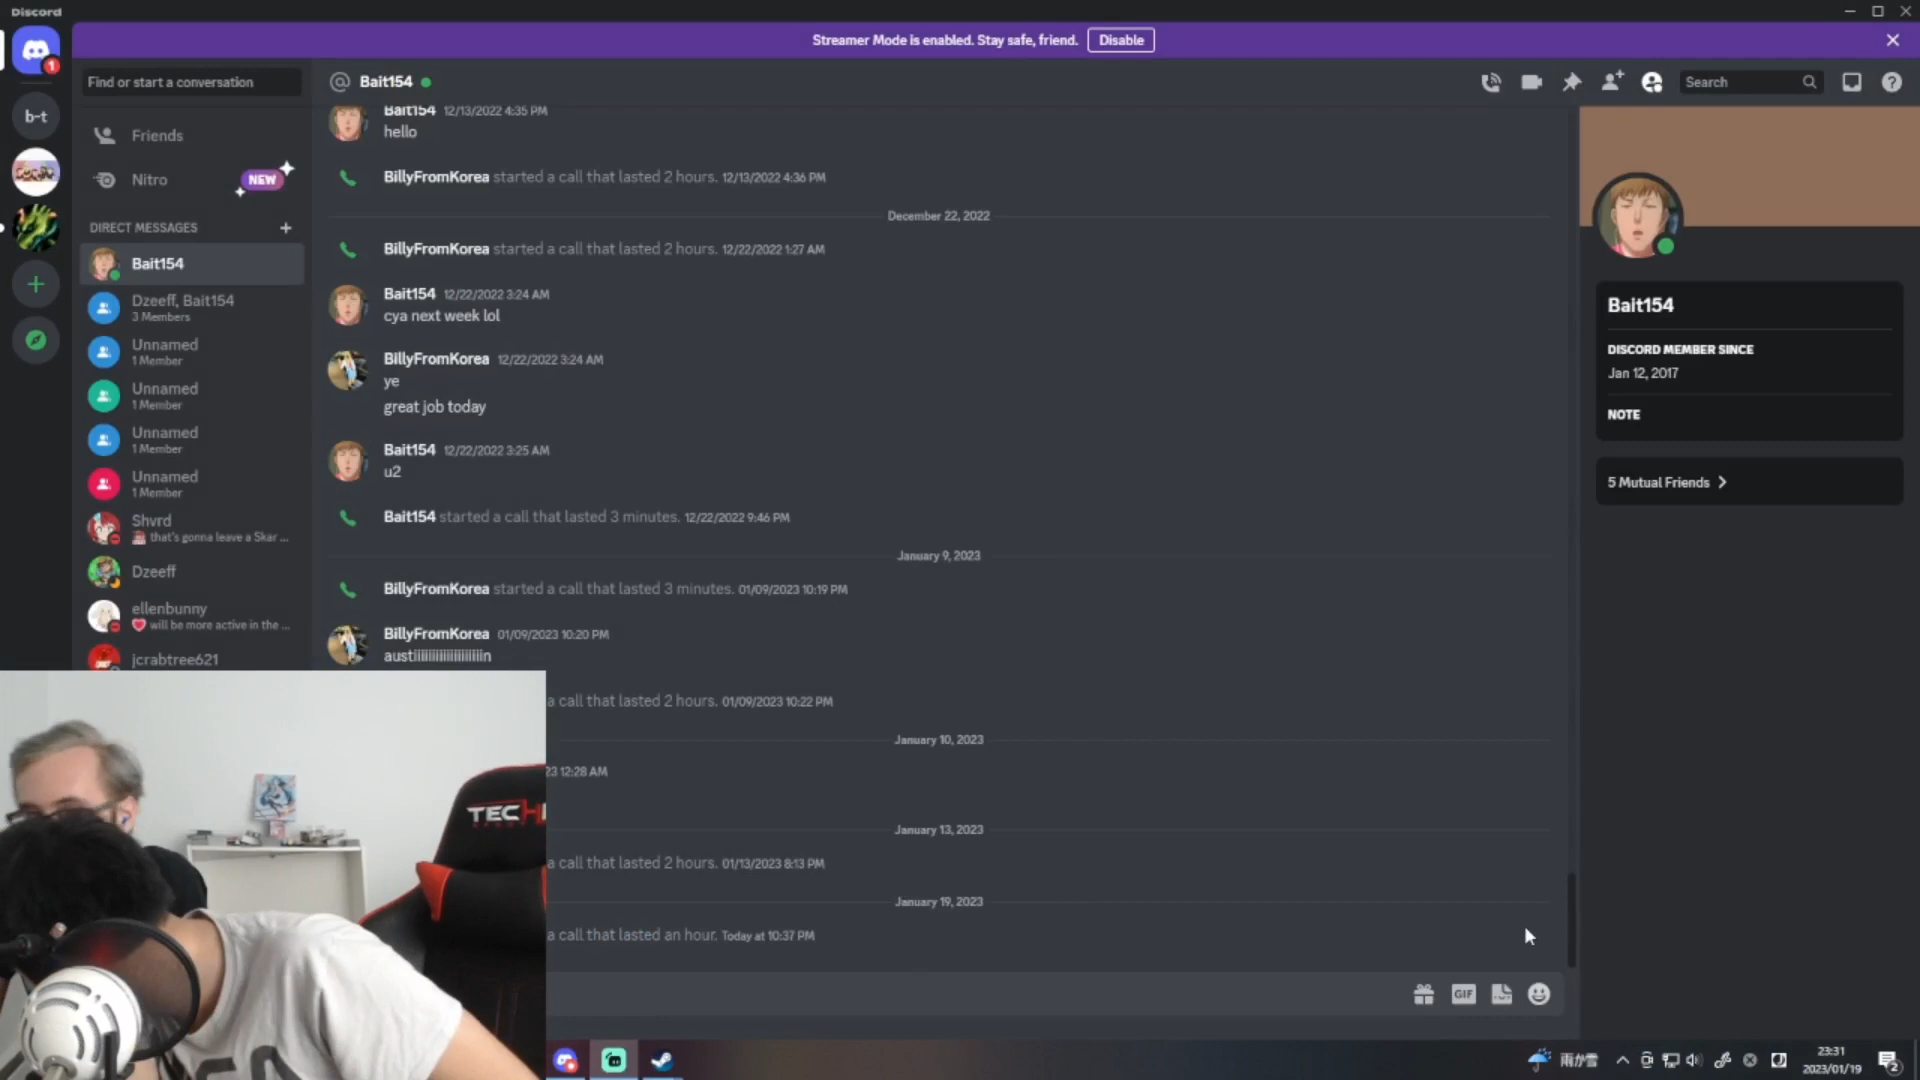 Discord
Streamer Mode is enabled. Stay safe, friend. Disable
Find or start a conversation
Bait154
Search
b-t
Friends
Nitro
NEW
DIRECT MESSAGES
Bait154
Dzeeff, Bait154
3 Members
Unnamed
1 Member
Unnamed
1 Member
Unnamed
1 Member
Unnamed
1 Member
Shvrd
that's gonna leave a Skar ...
Dzeeff
ellenbunny
will be more active in the ...
jcrabtree621
Bait154 12/13/2022 4:35 PM
hello
BillyFromKorea started a call that lasted 2 hours. 12/13/2022 4:36 PM
December 22, 2022
BillyFromKorea started a call that lasted 2 hours. 12/22/2022 1:27 AM
Bait154 12/22/2022 3:24 AM
cya next week lol
BillyFromKorea 12/22/2022 3:24 AM
ye
great job today
Bait154 12/22/2022 3:25 AM
u2
Bait154 started a call that lasted 3 minutes. 12/22/2022 9:46 PM
January 9, 2023
BillyFromKorea started a call that lasted 3 minutes. 01/09/2023 10:19 PM
BillyFromKorea 01/09/2023 10:20 PM
a call that lasted 2 hours. 01/09/2023 10:22 PM
January 10, 2023
23 12:28 AM
January 13, 2023
a call that lasted 2 hours. 01/13/2023 8:13 PM
January 19, 2023
a call that lasted an hour. Today at 10:37 PM
GIF
Bait154
DISCORD MEMBER SINCE
Jan 12, 2017
NOTE
5 Mutual Friends
TECH
雨か雪
23:31
2023/01/19
2